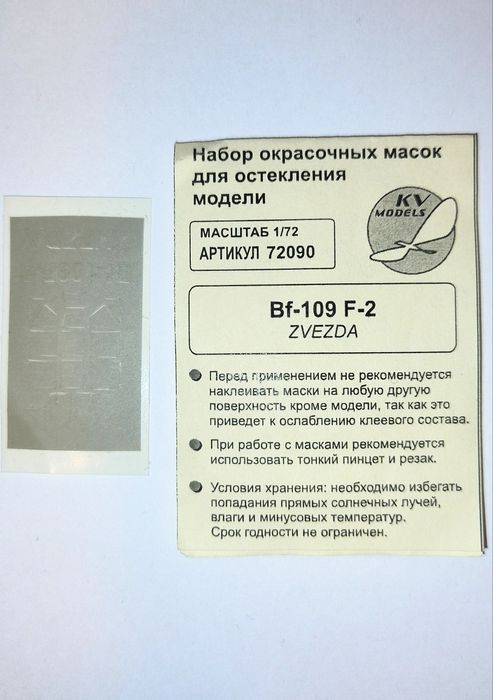 Набор окрасочных масок
для остекления
модели
KV
MODELS
МАСШТАБ 1/72
АРТИКУЛ 72090
Bf-109 F-2
ZVEZDA
Перед применением не рекомендуется
наклеивать маски на любую другую
поверхность кроме модели, так как это
приведет к ослаблению клеевого состава.
При работе с масками рекомендуется
использовать тонкий пинцет и резак.
Условия хранения: необходимо избегать
попадания прямых солнечных лучей,
влаги и минусовых температур.
Срок годности не ограничен.